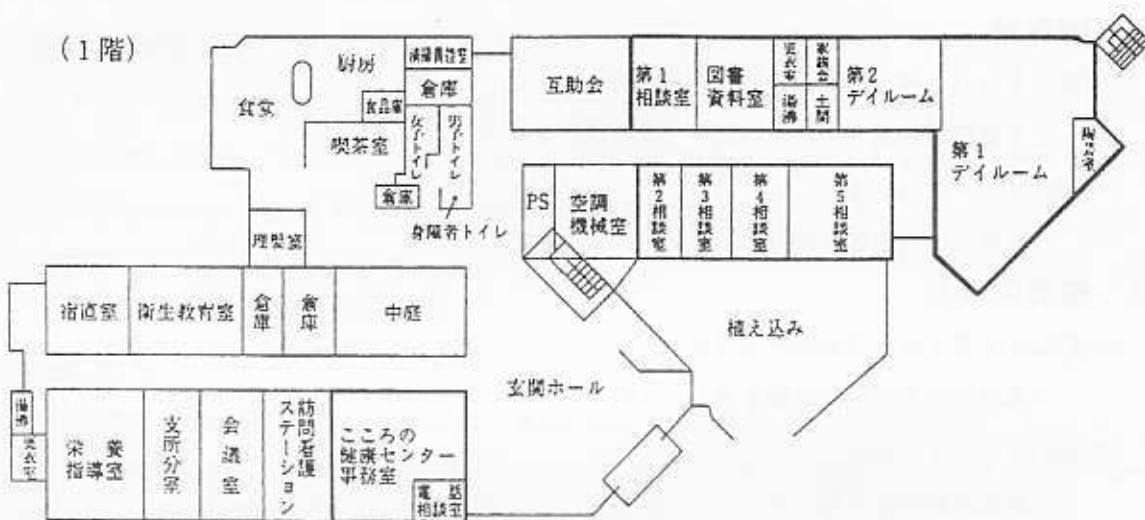 (1階)
厨房
食堂
倉庫
食品庫
喫茶室
女子トイレ
男子トイレ
倉庫
身障者トイレ
理髪室
互助会
第1
相談室
図書
資料室
更衣室
家族会
湯沸
土間
第2
デイルーム
第1
デイルーム
PS
空調
機械室
第2相談室
第3相談室
第4相談室
第5相談室
植え込み
宿直室
衛生教育室
倉庫
倉庫
中庭
玄関ホール
湯沸
更衣室
栄養
指導室
支所分室
会議室
訪問看護
ステーション
こころの
健康センター
事務室
電話
相談室